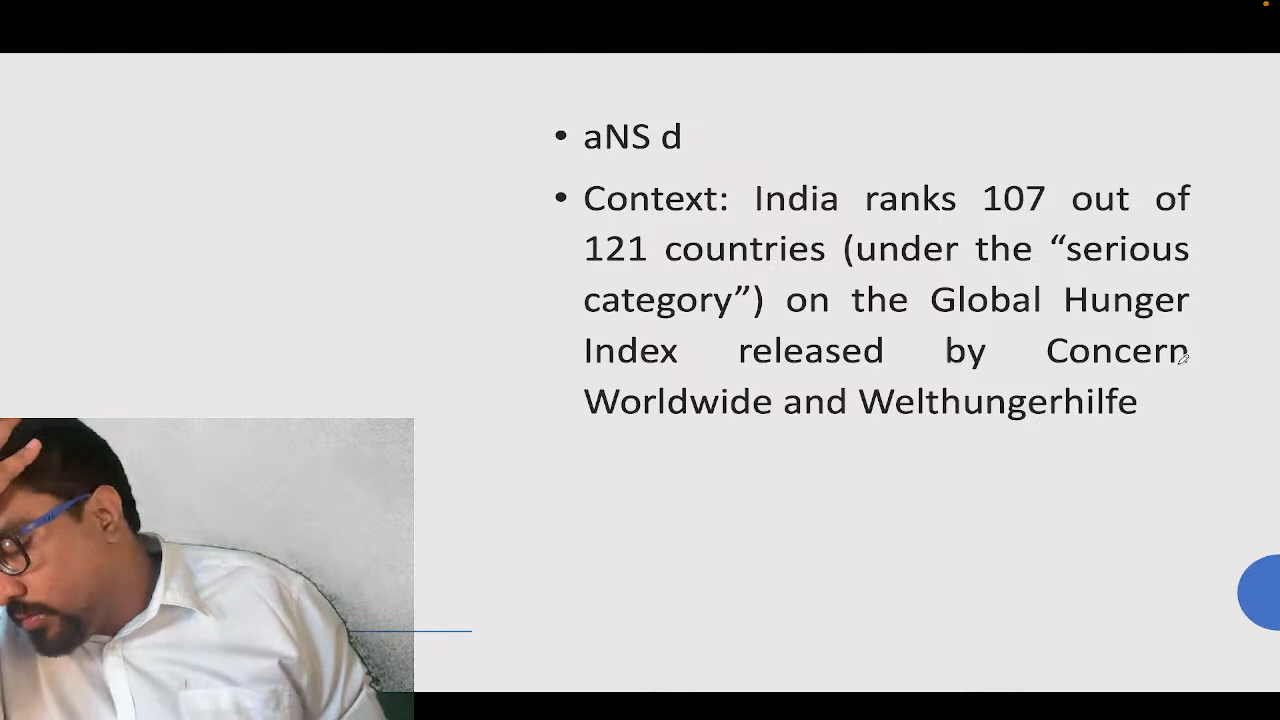 • aNS d
• Context: India ranks 107 out of
121 countries (under the “serious
category”) on the Global Hunger
Index released by Concern
Worldwide and Welthungerhilfe